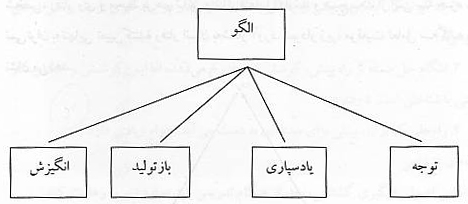 الگو
توجه
یادسپاری
بازتولید
انگیزش